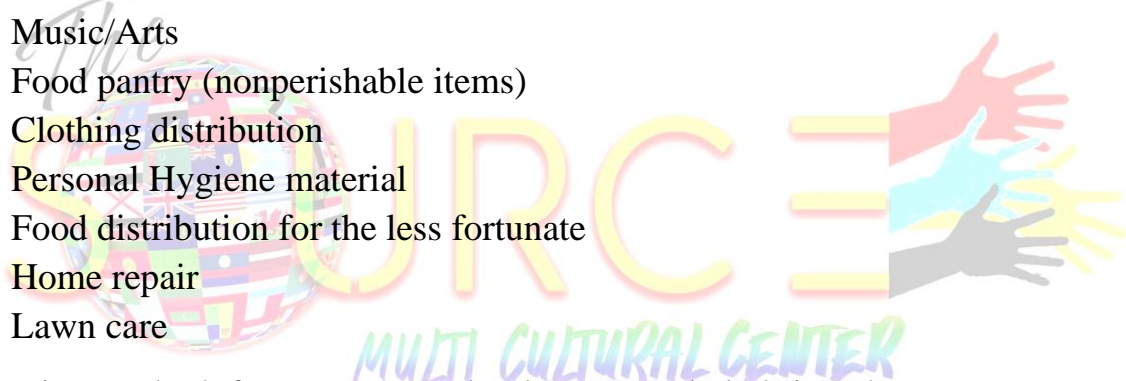 Music/Arts
Food pantry (nonperishable items)
Clothing distribution
Personal Hygiene material
Food distribution for the less fortunate
Home repair
Lawn care
The
SOURCE
MULTI CULTURAL CENTER